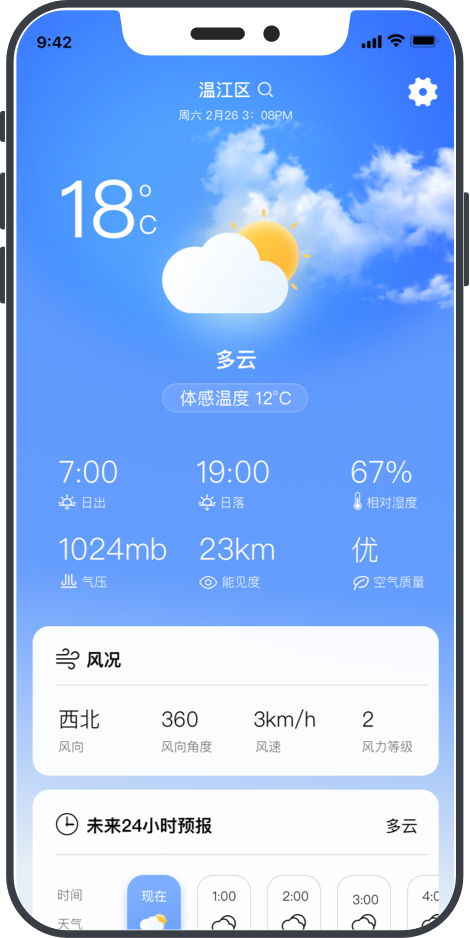 9:42
温江区
周六 2月26 3：08PM
18°C
多云
体感温度 12°C
7:00 19:00 67%
日出 日落 相对湿度
1024mb 23km 优
气压 能见度 空气质量
风况
西北 360 3km/h 2
风向 风向角度 风速 风力等级
未来24小时预报 多云
时间 现在 1:00 2:00 3:00
天气